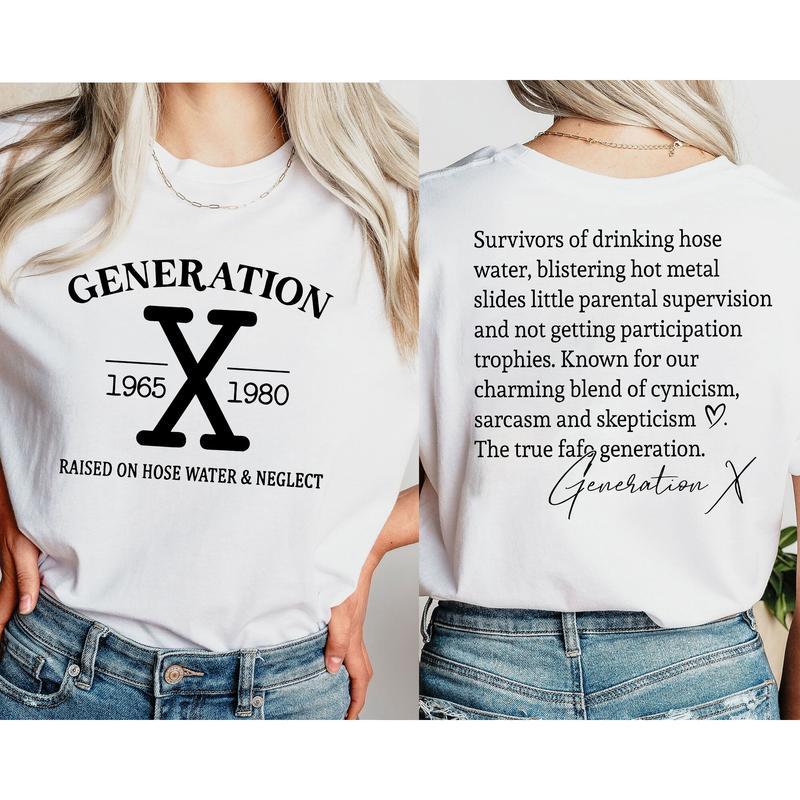 GENERATION
X
1965 1980
RAISED ON HOSE WATER & NEGLECT
Survivors of drinking hose
water, blistering hot metal
slides little parental supervision
and not getting participation
trophies. Known for our
charming blend of cynicism,
sarcasm and skepticism ♡.
The true fafo generation.
Generation X